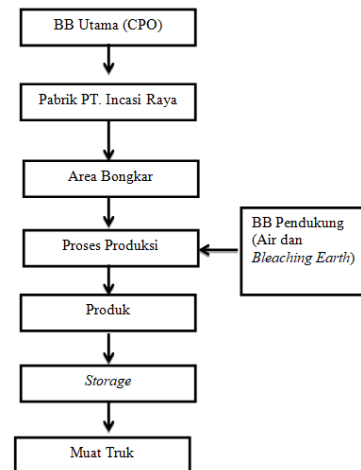 BB Utama (CPO)
Pabrik PT. Incasi Raya
Area Bongkar
Proses Produksi
BB Pendukung
(Air dan
Bleaching Earth)
Produk
Storage
Muat Truk